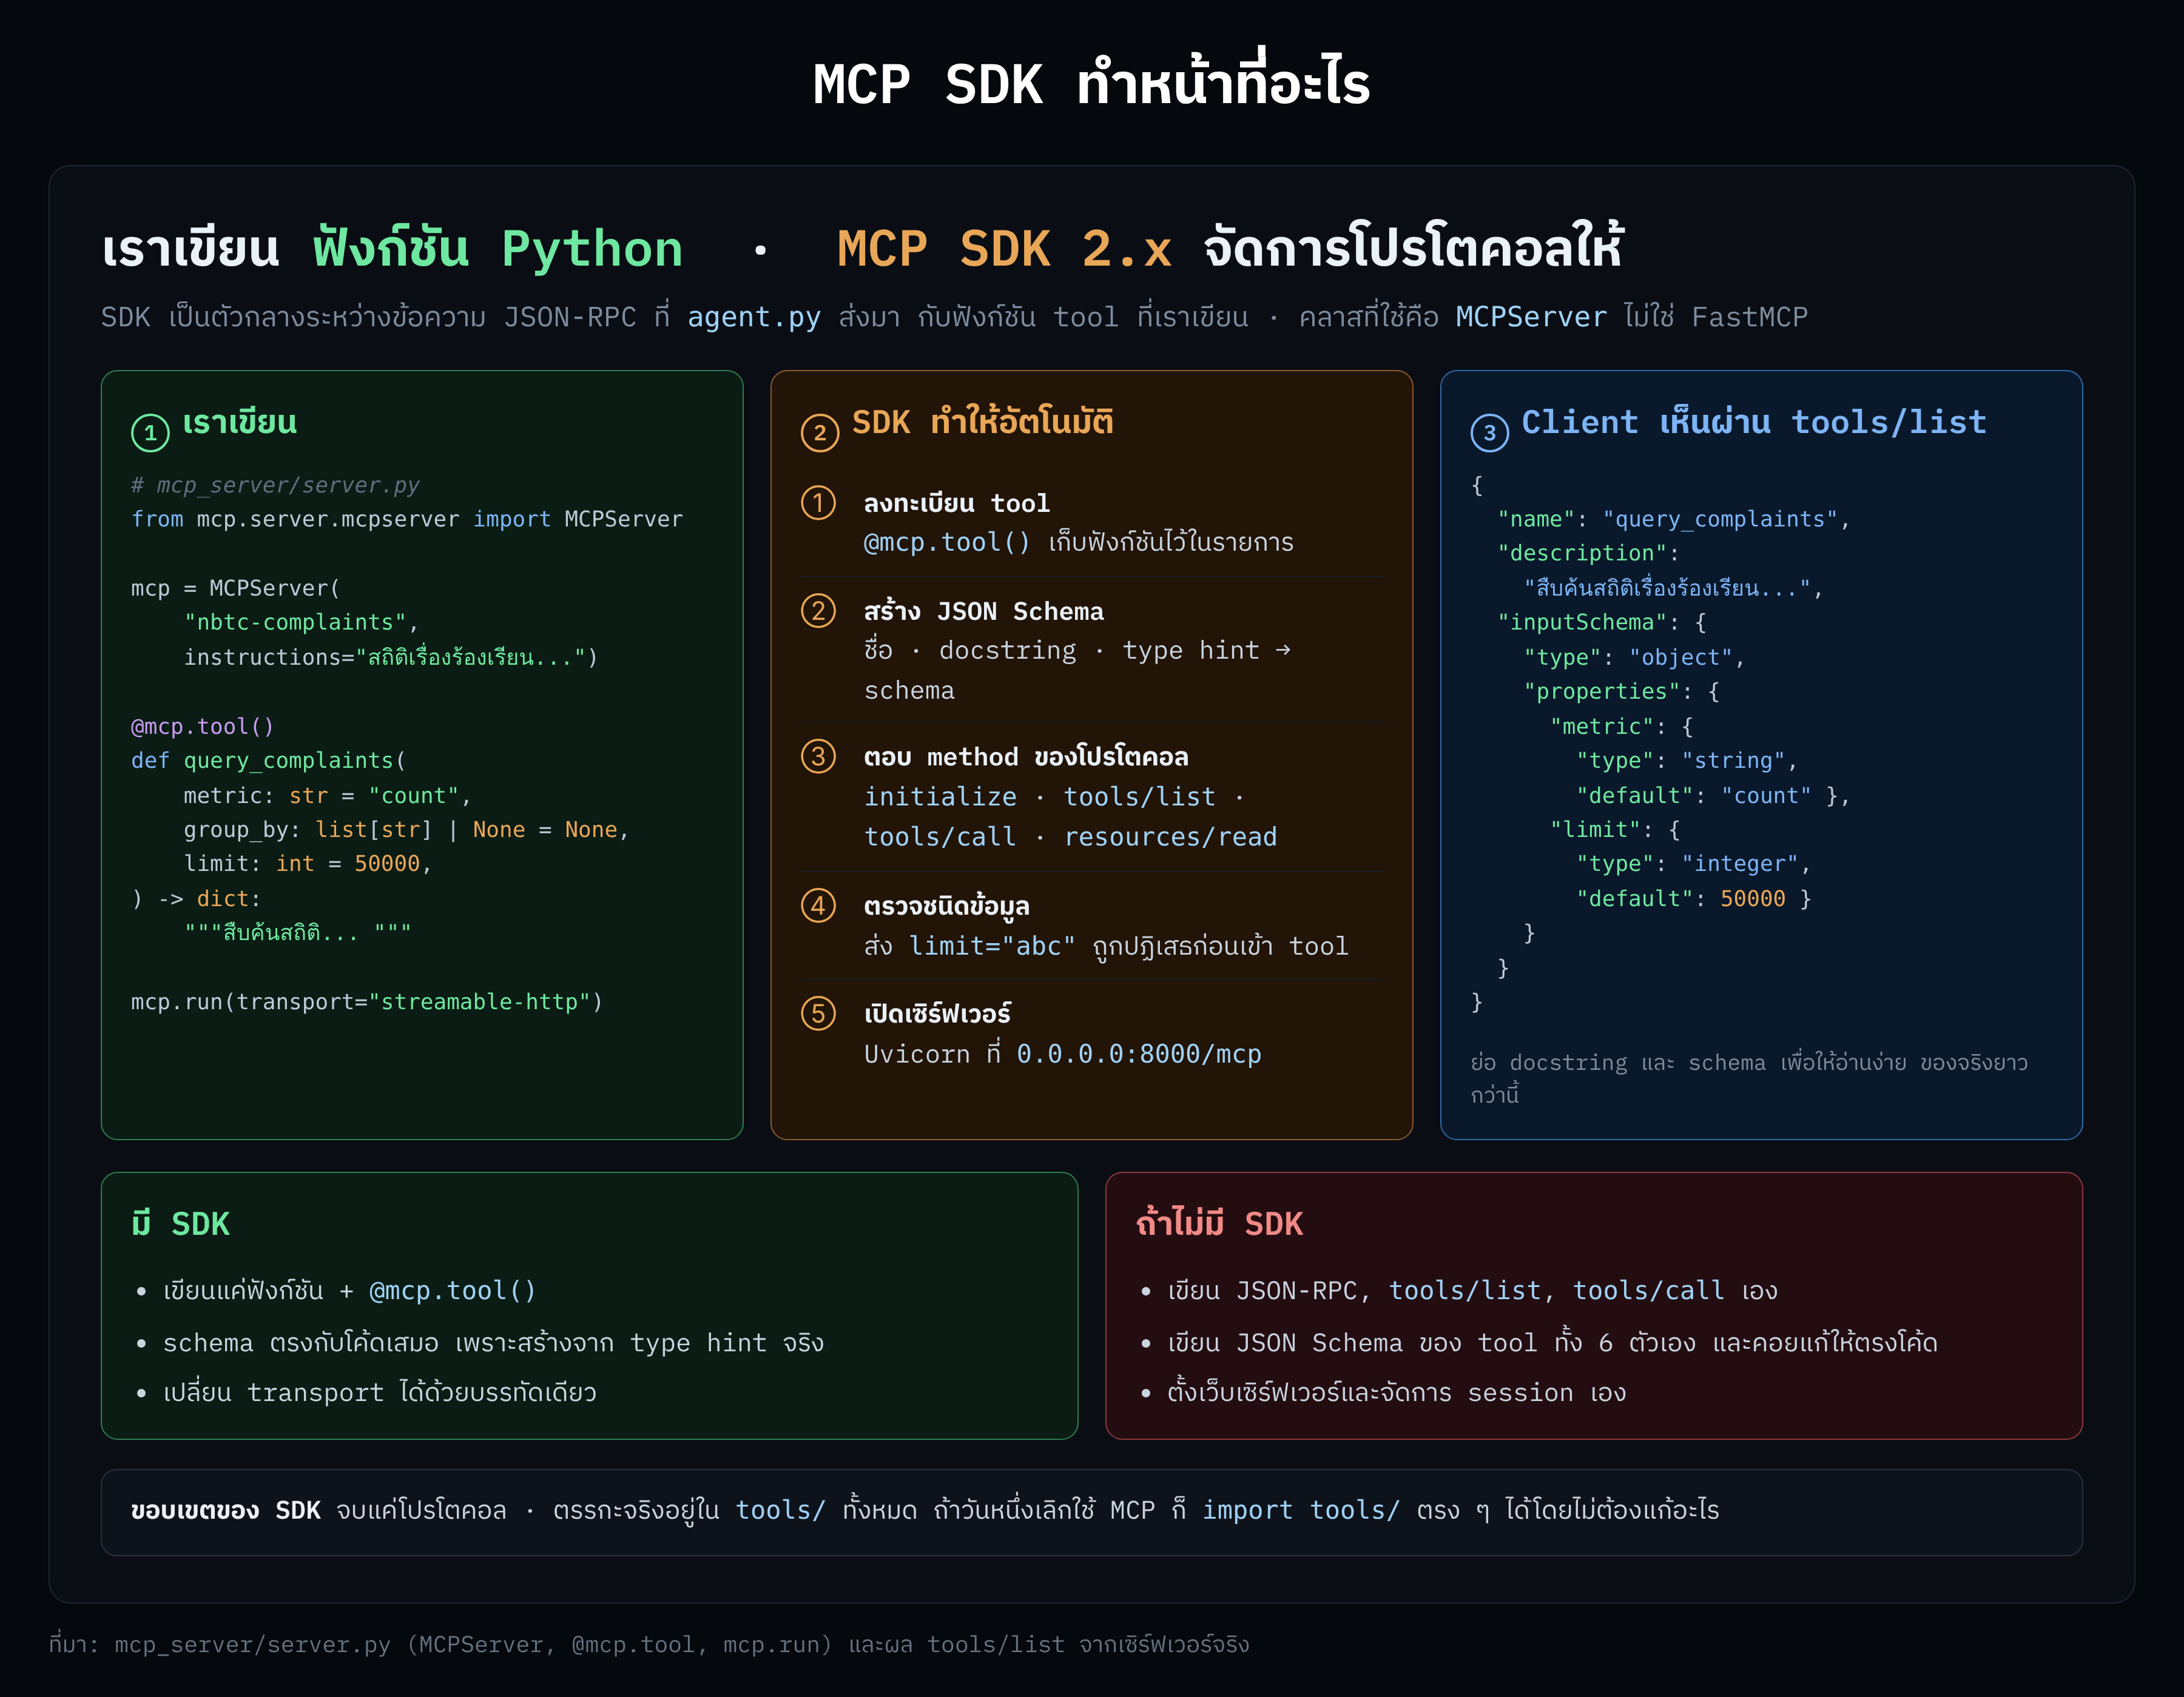 MCP SDK ทำหน้าที่อะไร
เราเขียน ฟังก์ชัน Python · MCP SDK 2.x จัดการโปรโตคอลให้
SDK เป็นตัวกลางระหว่างข้อความ JSON-RPC ที่ agent.py ส่งมา กับฟังก์ชัน tool ที่เราเขียน · คลาสที่ใช้คือ MCPServer ไม่ใช่ FastMCP
1 เราเขียน
# mcp_server/server.py
from mcp.server.mcpserver import MCPServer
mcp = MCPServer(
    "nbtc-complaints",
    instructions="สถิติเรื่องร้องเรียน...")
@mcp.tool()
def query_complaints(
    metric: str = "count",
    group_by: list[str] | None = None,
    limit: int = 50000,
) -> dict:
    """สืบค้นสถิติ... """
mcp.run(transport="streamable-http")
2 SDK ทำให้อัตโนมัติ
1 ลงทะเบียน tool
@mcp.tool() เก็บฟังก์ชันไว้ในรายการ
2 สร้าง JSON Schema
ชื่อ · docstring · type hint →
schema
3 ตอบ method ของโปรโตคอล
initialize · tools/list ·
tools/call · resources/read
4 ตรวจชนิดข้อมูล
ส่ง limit="abc" ถูกปฏิเสธก่อนเข้า tool
5 เปิดเซิร์ฟเวอร์
Uvicorn ที่ 0.0.0.0:8000/mcp
3 Client เห็นผ่าน tools/list
{
  "name": "query_complaints",
  "description":
    "สืบค้นสถิติเรื่องร้องเรียน...",
  "inputSchema": {
    "type": "object",
    "properties": {
      "metric": {
        "type": "string",
        "default": "count" },
      "limit": {
        "type": "integer",
        "default": 50000 }
    }
  }
}
ย่อ docstring และ schema เพื่อให้อ่านง่าย ของจริงยาว
กว่านี้
มี SDK
• เขียนแค่ฟังก์ชัน + @mcp.tool()
• schema ตรงกับโค้ดเสมอ เพราะสร้างจาก type hint จริง
• เปลี่ยน transport ได้ด้วยบรรทัดเดียว
ถ้าไม่มี SDK
• เขียน JSON-RPC, tools/list, tools/call เอง
• เขียน JSON Schema ของ tool ทั้ง 6 ตัวเอง และคอยแก้ให้ตรงโค้ด
• ตั้งเว็บเซิร์ฟเวอร์และจัดการ session เอง
ขอบเขตของ SDK จบแค่โปรโตคอล · ตรรกะจริงอยู่ใน tools/ ทั้งหมด ถ้าวันหนึ่งเลิกใช้ MCP ก็ import tools/ ตรง ๆ ได้โดยไม่ต้องแก้อะไร
ที่มา: mcp_server/server.py (MCPServer, @mcp.tool, mcp.run) และผล tools/list จากเซิร์ฟเวอร์จริง